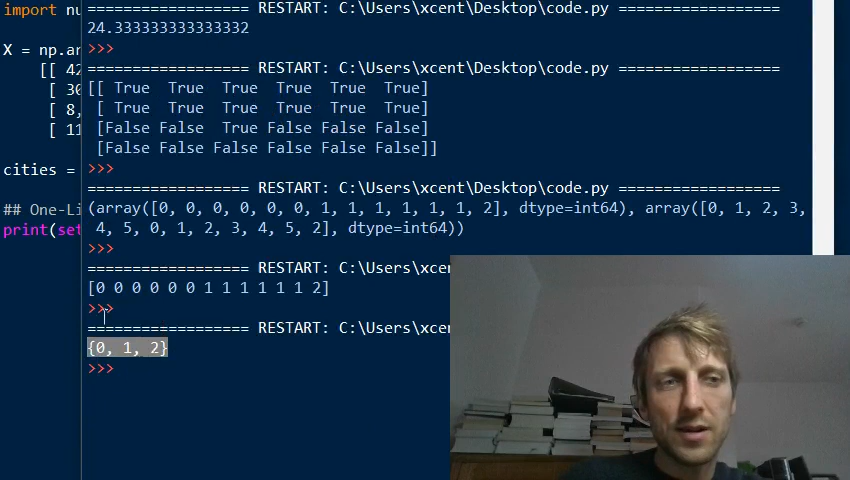 import nu
X = np.ar
[[ 42
[ 30
[ 8,
[ 11
cities =
## One-Li
print(set
================== RESTART: C:\Users\xcent\Desktop\code.py ==================
24.333333333333332
>>>
================== RESTART: C:\Users\xcent\Desktop\code.py ==================
[[ True  True  True  True  True  True]
 [ True  True  True  True  True  True]
 [False False  True False False False]
 [False False False False False False]]
>>>
================== RESTART: C:\Users\xcent\Desktop\code.py ==================
(array([0, 0, 0, 0, 0, 0, 1, 1, 1, 1, 1, 1, 2], dtype=int64), array([0, 1, 2, 3,
 4, 5, 0, 1, 2, 3, 4, 5, 2], dtype=int64))
>>>
================== RESTART: C:\Users\xcen
[0 0 0 0 0 0 1 1 1 1 1 1 2]
>>>
================== RESTART: C:\Users\xcen
{0, 1, 2}
>>>